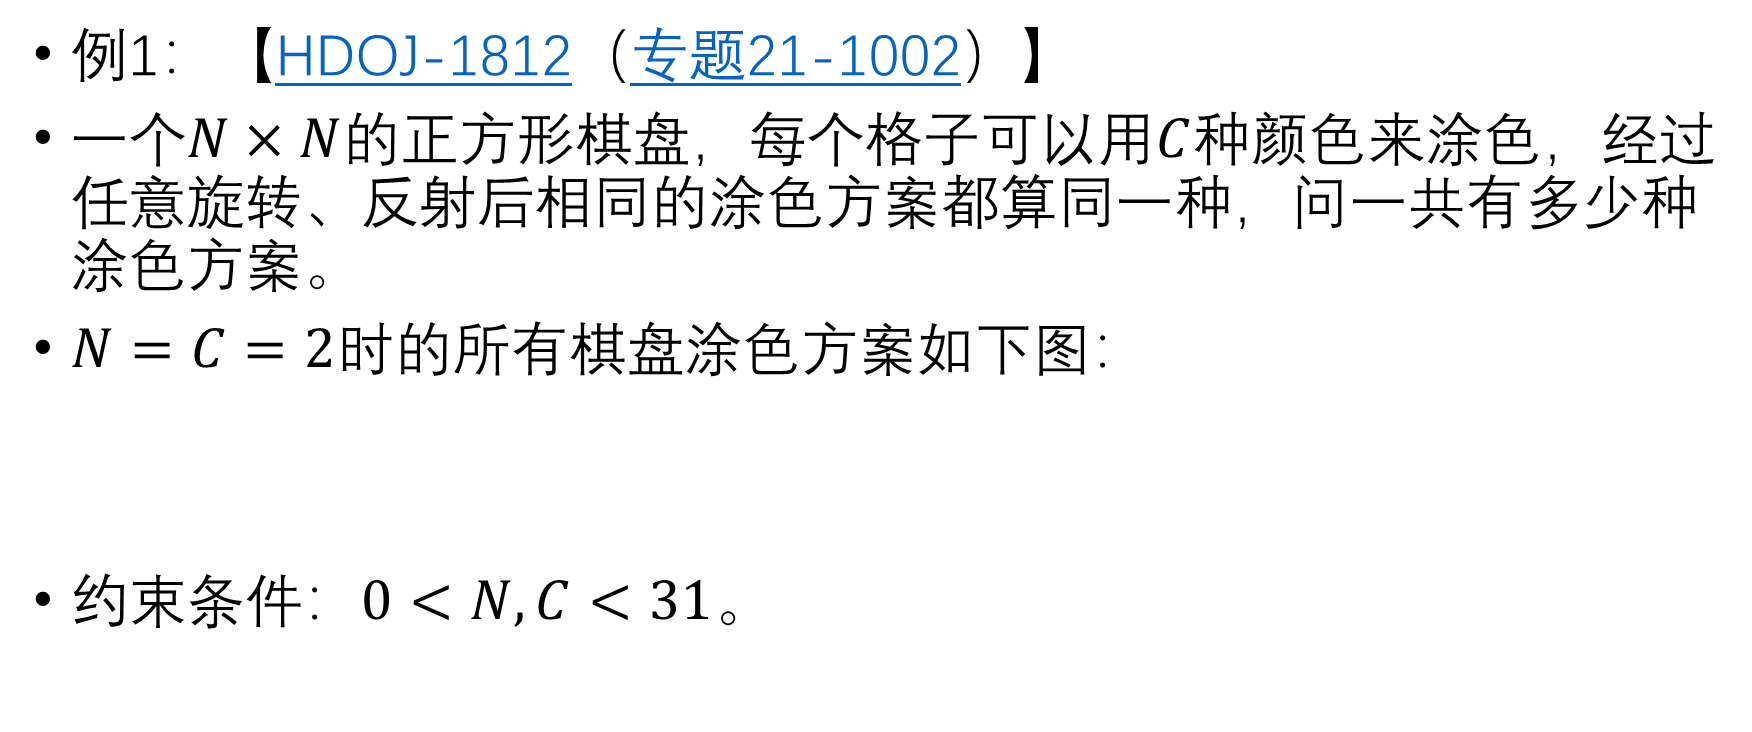 • 例1：【HDOJ-1812（专题21-1002）】
• 一个N × N的正方形棋盘，每个格子可以用C种颜色来涂色，经过
任意旋转、反射后相同的涂色方案都算同一种，问一共有多少种
涂色方案。
• N = C = 2时的所有棋盘涂色方案如下图：
• 约束条件：0 < N, C < 31。